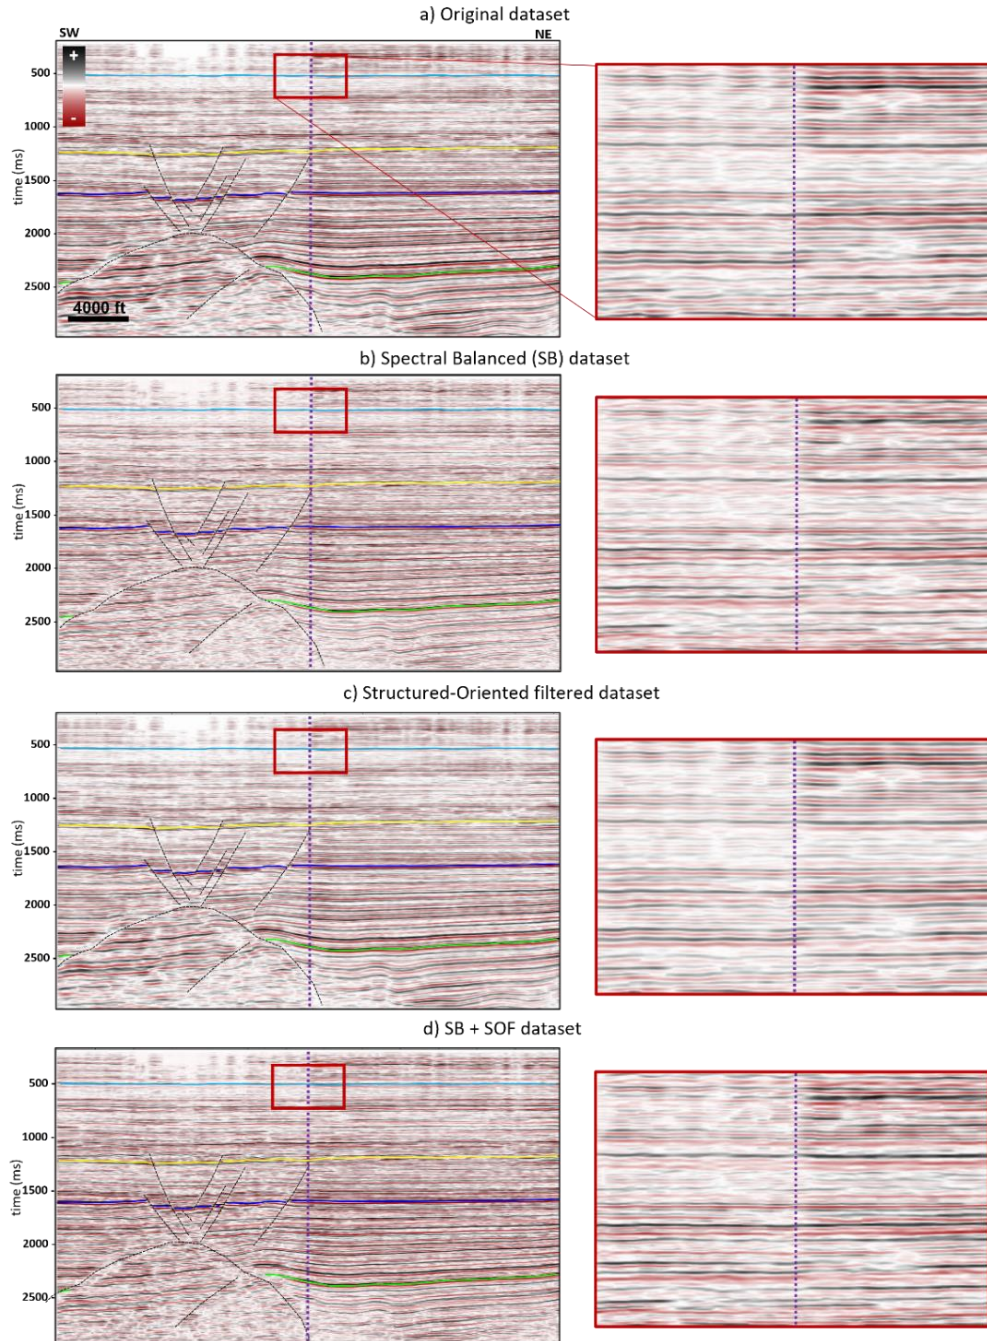 a) Original dataset
SW
NE
+
-
500
1000
1500
2000
2500
time (ms)
4000 ft
b) Spectral Balanced (SB) dataset
500
1000
1500
2000
2500
time (ms)
c) Structured-Oriented filtered dataset
500
1000
1500
2000
2500
time (ms)
d) SB + SOF dataset
500
1000
1500
2000
2500
time (ms)